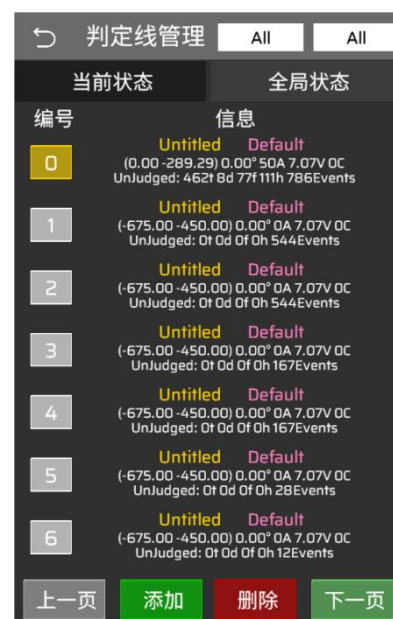 判定线管理 All All
当前状态 全局状态
编号 信息
0 Untitled Default
(0.00 -289.29) 0.00° 50A 7.07V 0C
UnJudged: 462t 8d 77f 111h 786Events
1 Untitled Default
(-675.00 -450.00) 0.00° 0A 7.07V 0C
UnJudged: 0t 0d 0f 0h 544Events
2 Untitled Default
(-675.00 -450.00) 0.00° 0A 7.07V 0C
UnJudged: 0t 0d 0f 0h 544Events
3 Untitled Default
(-675.00 -450.00) 0.00° 0A 7.07V 0C
UnJudged: 0t 0d 0f 0h 167Events
4 Untitled Default
(-675.00 -450.00) 0.00° 0A 7.07V 0C
UnJudged: 0t 0d 0f 0h 167Events
5 Untitled Default
(-675.00 -450.00) 0.00° 0A 7.07V 0C
UnJudged: 0t 0d 0f 0h 28Events
6 Untitled Default
(-675.00 -450.00) 0.00° 0A 7.07V 0C
UnJudged: 0t 0d 0f 0h 12Events
上一页 添加 删除 下一页